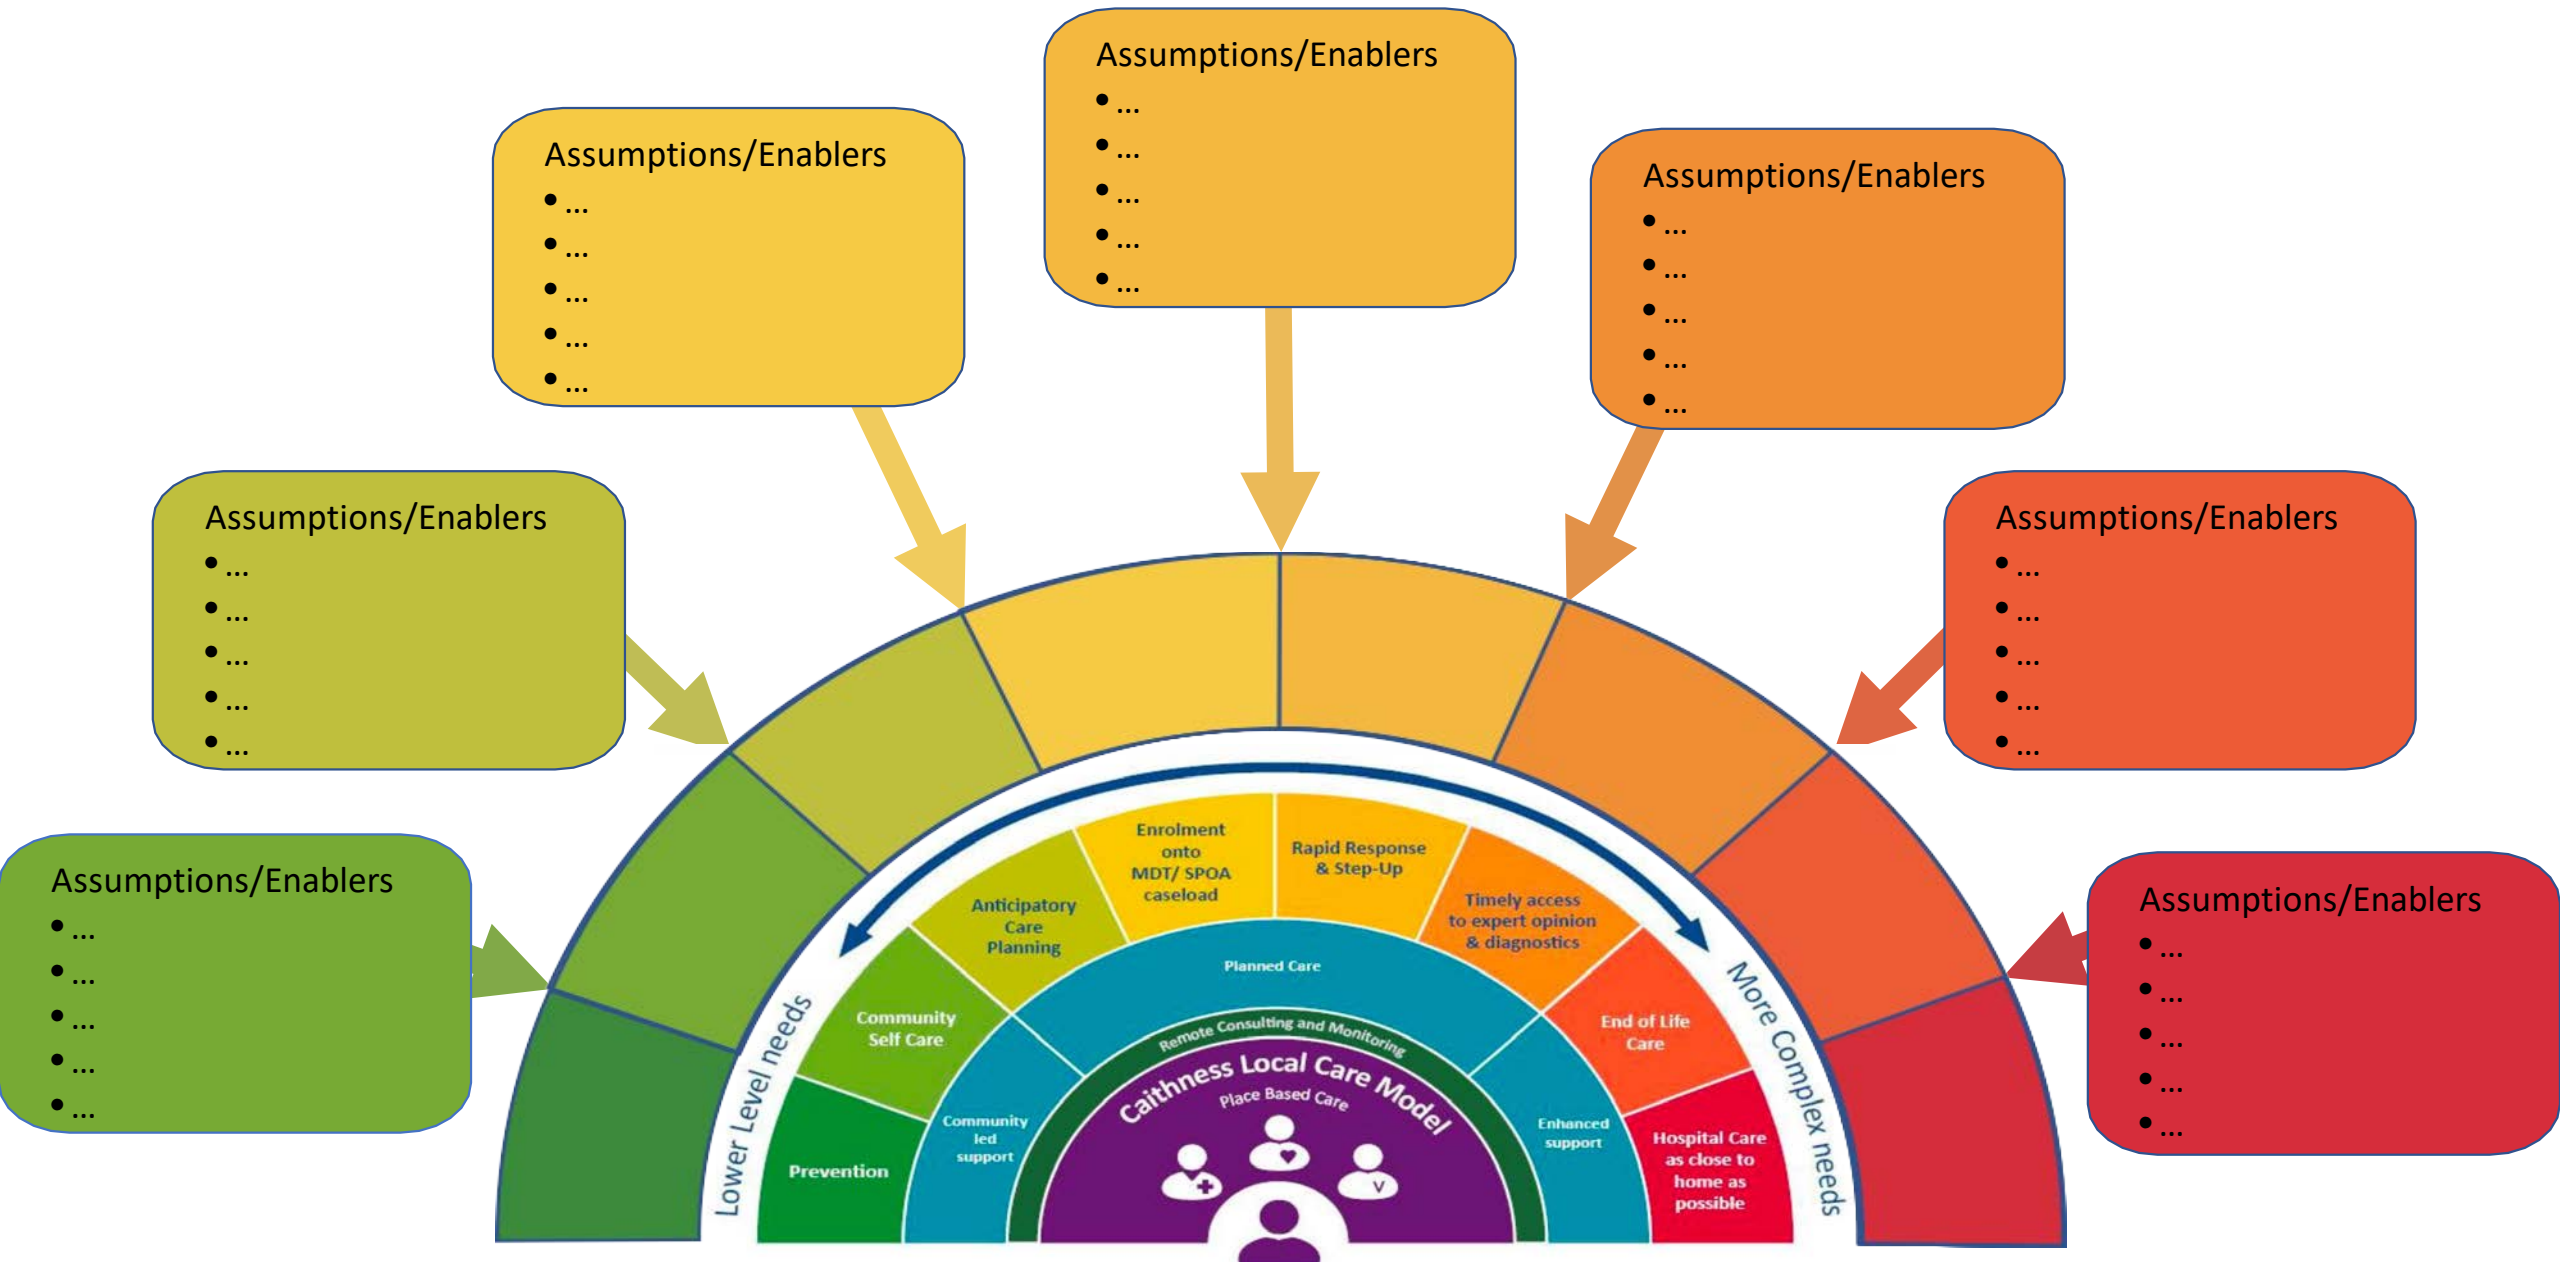 Assumptions/Enablers
• ...
• ...
• ...
• ...
• ...
Assumptions/Enablers
• ...
• ...
• ...
• ...
• ...
Assumptions/Enablers
• ...
• ...
• ...
• ...
• ...
Assumptions/Enablers
• ...
• ...
• ...
• ...
• ...
Assumptions/Enablers
• ...
• ...
• ...
• ...
• ...
Assumptions/Enablers
• ...
• ...
• ...
• ...
• ...
Assumptions/Enablers
• ...
• ...
• ...
• ...
• ...
Lower Level needs
More Complex needs
Prevention
Community
Self Care
Anticipatory
Care
Planning
Enrolment
onto
MDT/ SPOA
caseload
Rapid Response
& Step-Up
Timely access
to expert opinion
& diagnostics
End of Life
Care
Hospital Care
as close to
home as
possible
Community
led
support
Planned Care
Enhanced
support
Remote Consulting and Monitoring
Caithness Local Care Model
Place Based Care
V